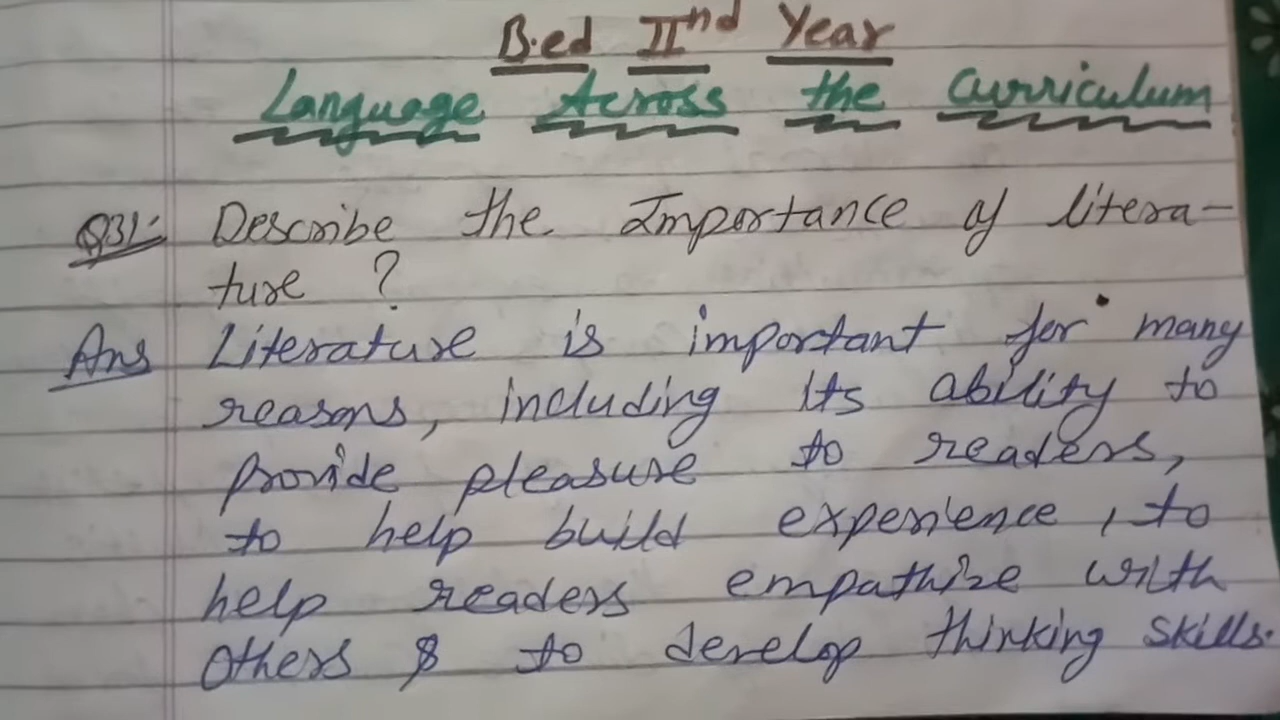 B.ed IInd Year
Language Across the Curriculum
Q31:- Describe the Importance of litera-
ture ?
Ans Literature is important for many
reasons, including its ability to
provide pleasure to readers,
to help build experience, to
help readers empathize with
others & to develop thinking skills.